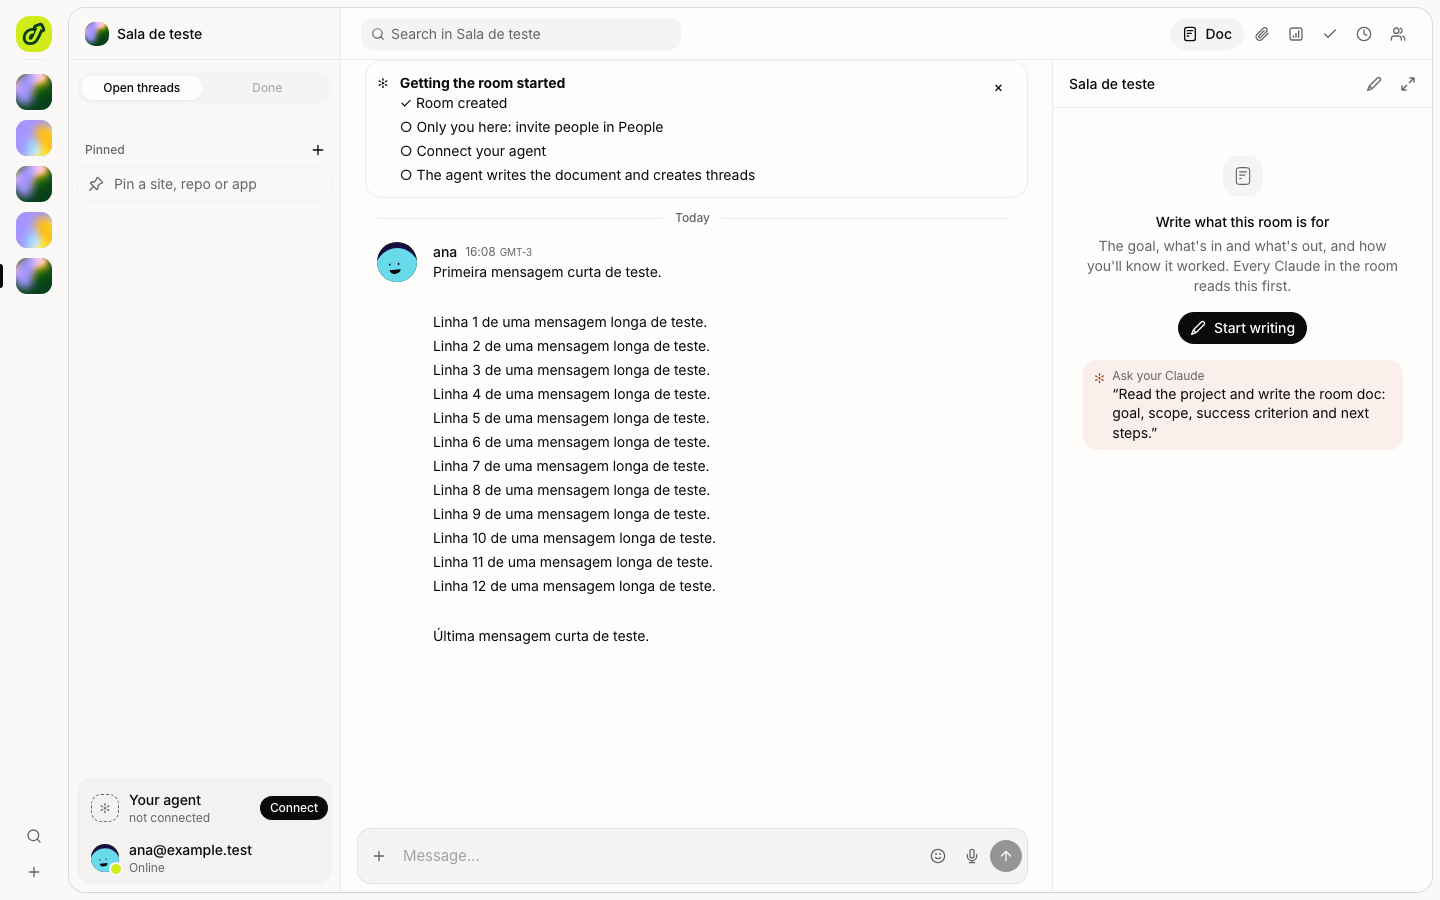 Sala de teste
Open threads
Done
Pinned
Pin a site, repo or app
Your agent
not connected
Connect
ana@example.test
Online
Search in Sala de teste
Doc
Getting the room started
Room created
Only you here: invite people in People
Connect your agent
The agent writes the document and creates threads
Today
ana 16:08 GMT-3
Primeira mensagem curta de teste.
Linha 1 de uma mensagem longa de teste.
Linha 2 de uma mensagem longa de teste.
Linha 3 de uma mensagem longa de teste.
Linha 4 de uma mensagem longa de teste.
Linha 5 de uma mensagem longa de teste.
Linha 6 de uma mensagem longa de teste.
Linha 7 de uma mensagem longa de teste.
Linha 8 de uma mensagem longa de teste.
Linha 9 de uma mensagem longa de teste.
Linha 10 de uma mensagem longa de teste.
Linha 11 de uma mensagem longa de teste.
Linha 12 de uma mensagem longa de teste.
Última mensagem curta de teste.
Message...
Sala de teste
Write what this room is for
The goal, what's in and what's out, and how
you'll know it worked. Every Claude in the room
reads this first.
Start writing
Ask your Claude
“Read the project and write the room doc:
goal, scope, success criterion and next
steps.”